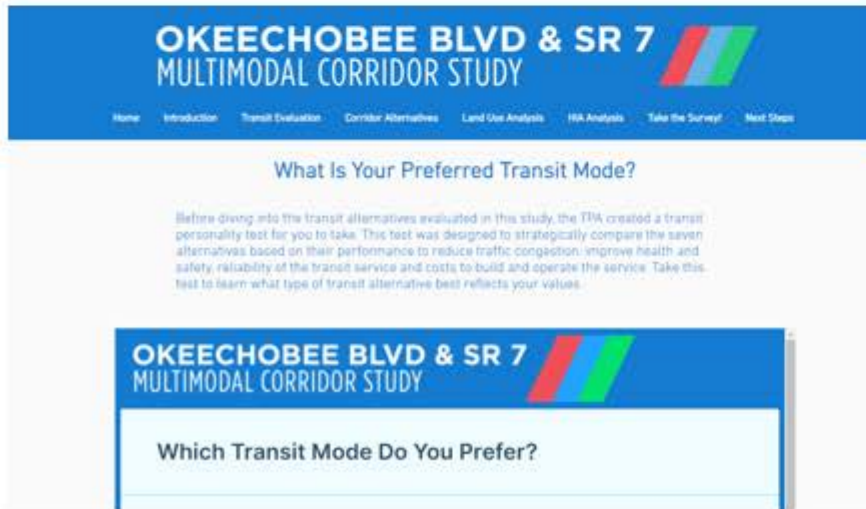 OKEECHOBEE BLVD & SR 7
MULTIMODAL CORRIDOR STUDY
Home Introduction Transit Evaluation Corridor Alternatives Land Use Analysis HIA Analysis Take the Survey! Next Steps
What Is Your Preferred Transit Mode?
Before diving into the transit alternatives evaluated in this study, the TPA created a transit
personality test for you to take. This test was designed to strategically compare the seven
alternatives based on their performance to reduce traffic congestion, improve health and
safety, reliability of the transit service and costs to build and operate the service. Take this
test to learn what type of transit alternative best reflects your values.
OKEECHOBEE BLVD & SR 7
MULTIMODAL CORRIDOR STUDY
Which Transit Mode Do You Prefer?